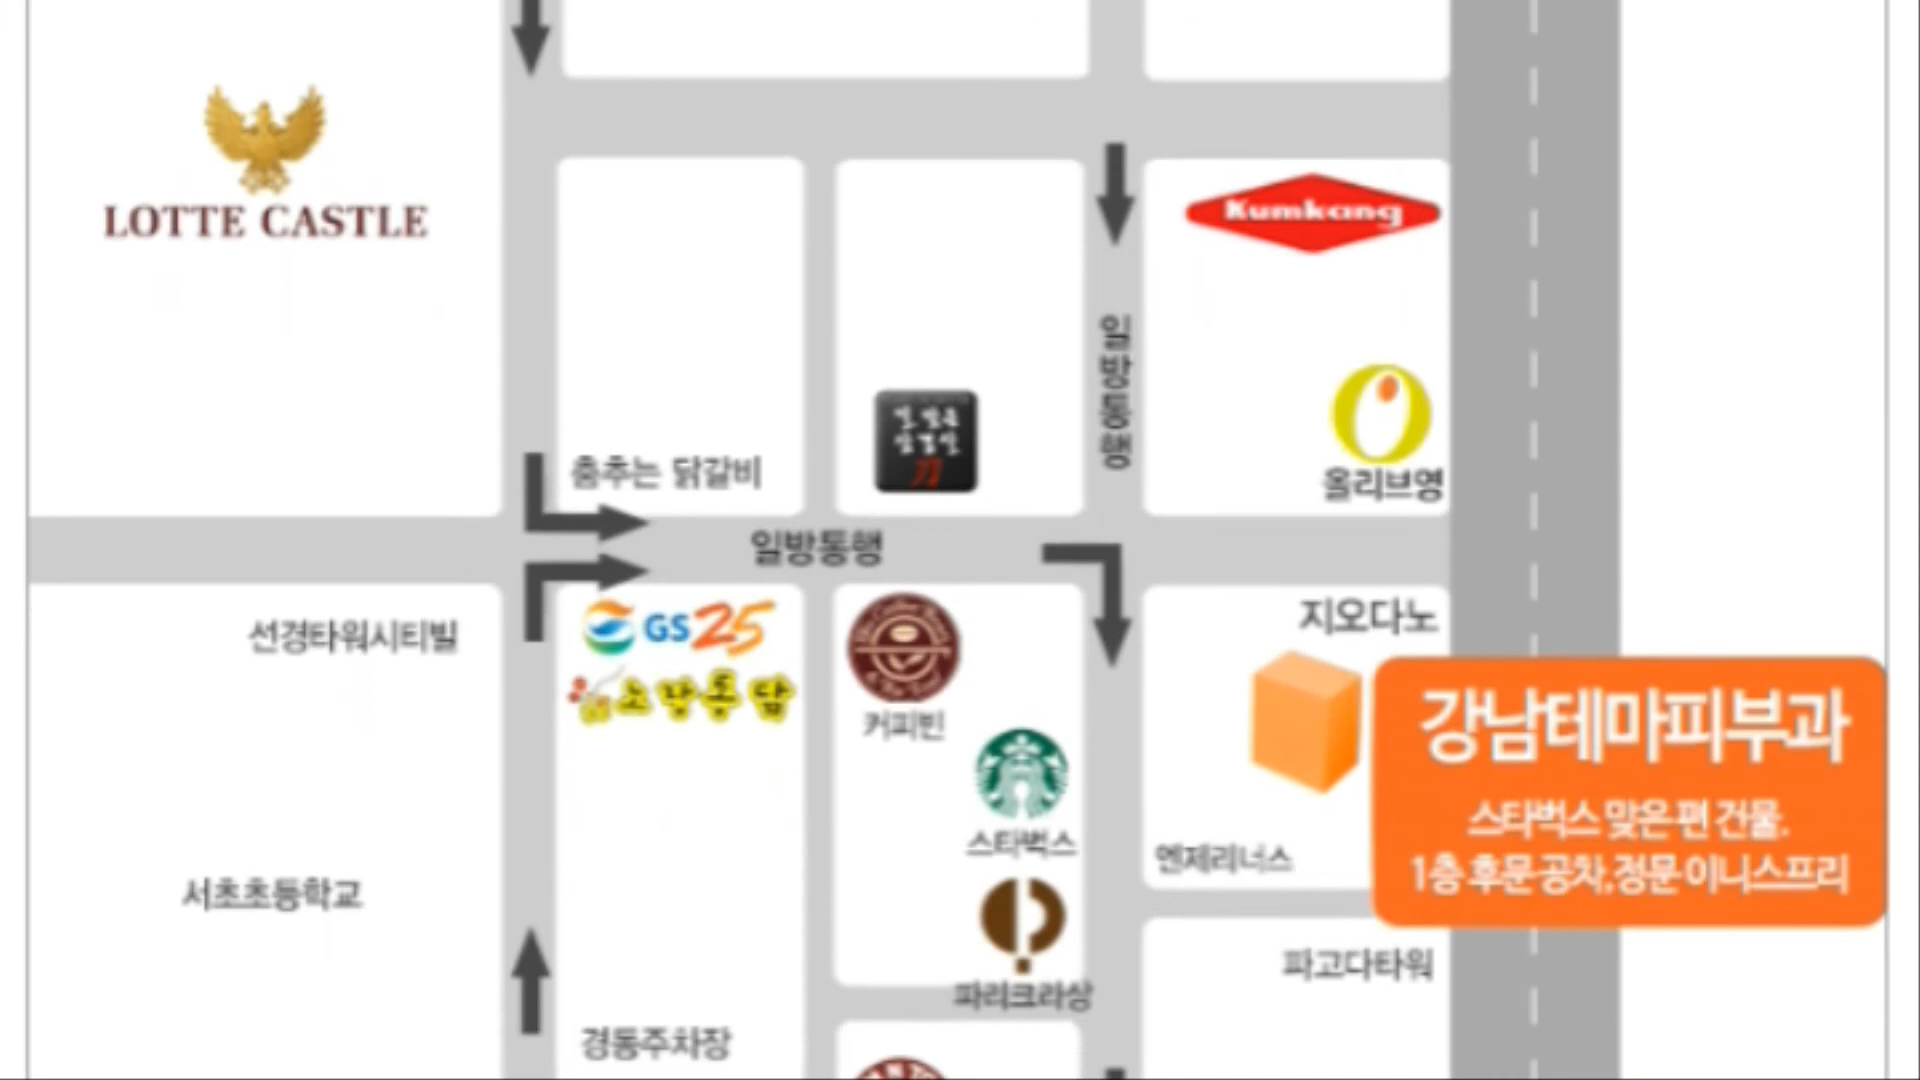 LOTTE CASTLE
Kumkang
일방통행
올리브영
춤추는 닭갈비
일방통행
선경타워시티빌
GS25
지오다노
커피빈
강남테마피부과
스타벅스 맞은 편 건물.
1층 후문 공차,정문 이니스프리
스타벅스
엔제리너스
서초초등학교
파고다타워
파리크라상
경동주차장